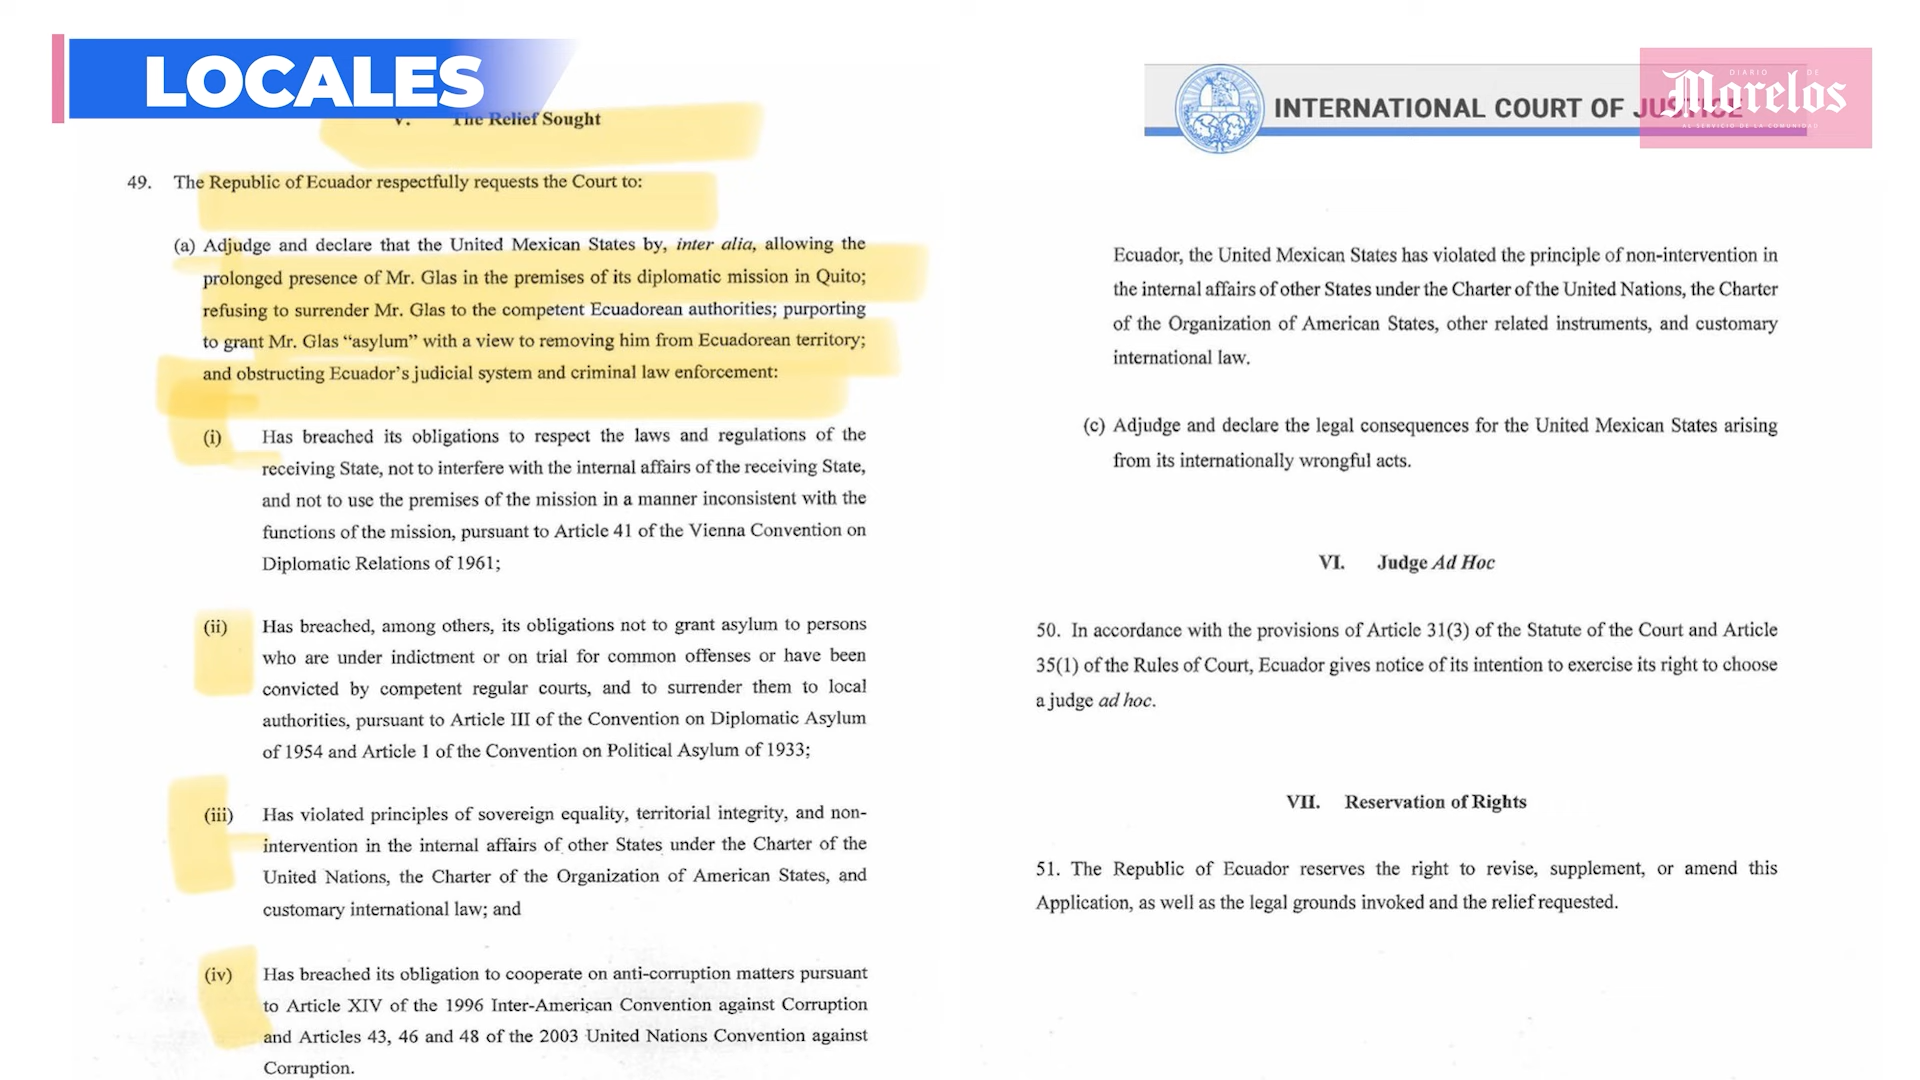 LOCALES
V. The Relief Sought
49. The Republic of Ecuador respectfully requests the Court to:
(a) Adjudge and declare that the United Mexican States by, inter alia, allowing the
prolonged presence of Mr. Glas in the premises of its diplomatic mission in Quito;
refusing to surrender Mr. Glas to the competent Ecuadorean authorities; purporting
to grant Mr. Glas “asylum” with a view to removing him from Ecuadorean territory;
and obstructing Ecuador’s judicial system and criminal law enforcement:
(i) Has breached its obligations to respect the laws and regulations of the
receiving State, not to interfere with the internal affairs of the receiving State,
and not to use the premises of the mission in a manner inconsistent with the
functions of the mission, pursuant to Article 41 of the Vienna Convention on
Diplomatic Relations of 1961;
(ii) Has breached, among others, its obligations not to grant asylum to persons
who are under indictment or on trial for common offenses or have been
convicted by competent regular courts, and to surrender them to local
authorities, pursuant to Article III of the Convention on Diplomatic Asylum
of 1954 and Article 1 of the Convention on Political Asylum of 1933;
(iii) Has violated principles of sovereign equality, territorial integrity, and non-
intervention in the internal affairs of other States under the Charter of the
United Nations, the Charter of the Organization of American States, and
customary international law; and
(iv) Has breached its obligation to cooperate on anti-corruption matters pursuant
to Article XIV of the 1996 Inter-American Convention against Corruption
and Articles 43, 46 and 48 of the 2003 United Nations Convention against
Corruption.
INTERNATIONAL COURT OF JUSTICE
DIARIO DE
Morelos
AL SERVICIO DE LA COMUNIDAD
Ecuador, the United Mexican States has violated the principle of non-intervention in
the internal affairs of other States under the Charter of the United Nations, the Charter
of the Organization of American States, other related instruments, and customary
international law.
(c) Adjudge and declare the legal consequences for the United Mexican States arising
from its internationally wrongful acts.
VI. Judge Ad Hoc
50. In accordance with the provisions of Article 31(3) of the Statute of the Court and Article
35(1) of the Rules of Court, Ecuador gives notice of its intention to exercise its right to choose
a judge ad hoc.
VII. Reservation of Rights
51. The Republic of Ecuador reserves the right to revise, supplement, or amend this
Application, as well as the legal grounds invoked and the relief requested.